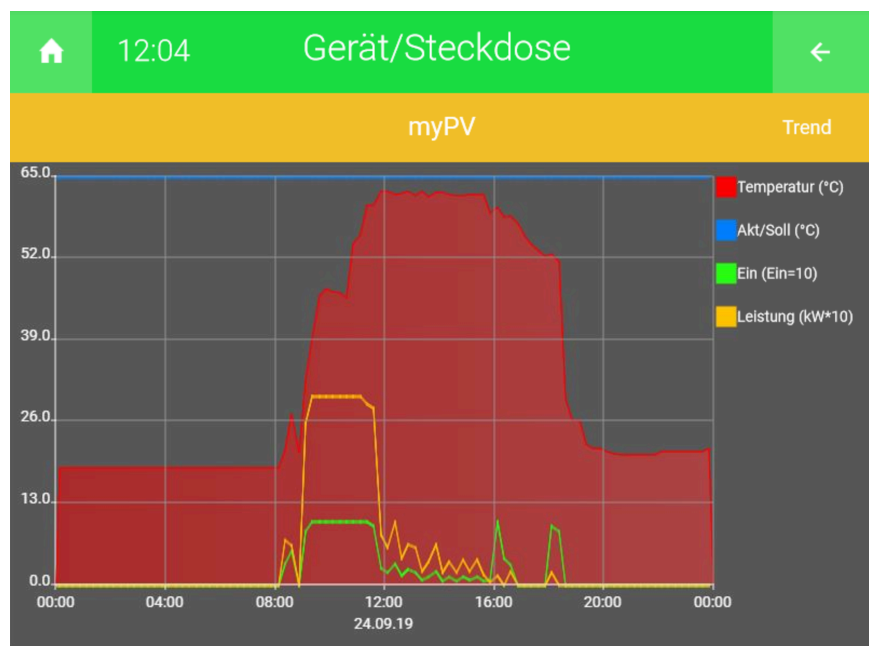 12:04 Gerät/Steckdose
myPV Trend
65.0
52.0
39.0
26.0
13.0
0.0
00:00 04:00 08:00 12:00 16:00 20:00 00:00
24.09.19
Temperatur (°C)
Akt/Soll (°C)
Ein (Ein=10)
Leistung (kW*10)